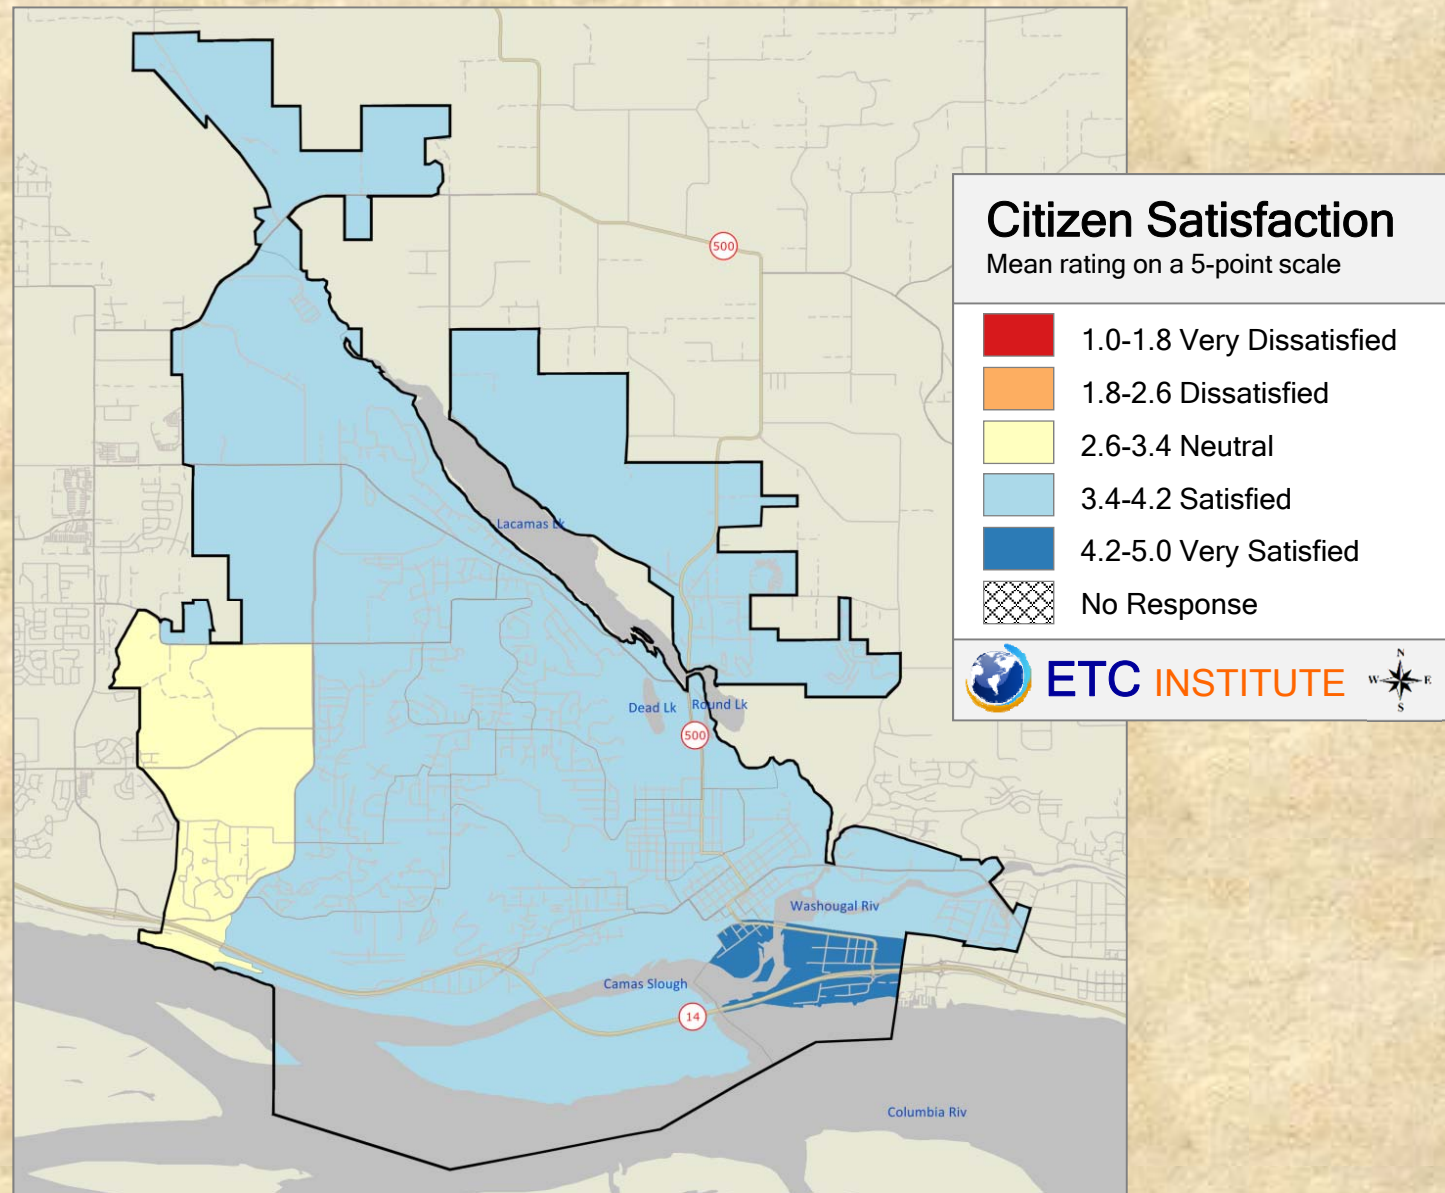 500
Citizen Satisfaction
Mean rating on a 5-point scale
1.0-1.8 Very Dissatisfied
1.8-2.6 Dissatisfied
2.6-3.4 Neutral
3.4-4.2 Satisfied
4.2-5.0 Very Satisfied
No Response
ETC INSTITUTE
N
W E
S
Lacamas Lk
Dead Lk
Round Lk
500
Washougal Riv
Camas Slough
14
Columbia Riv